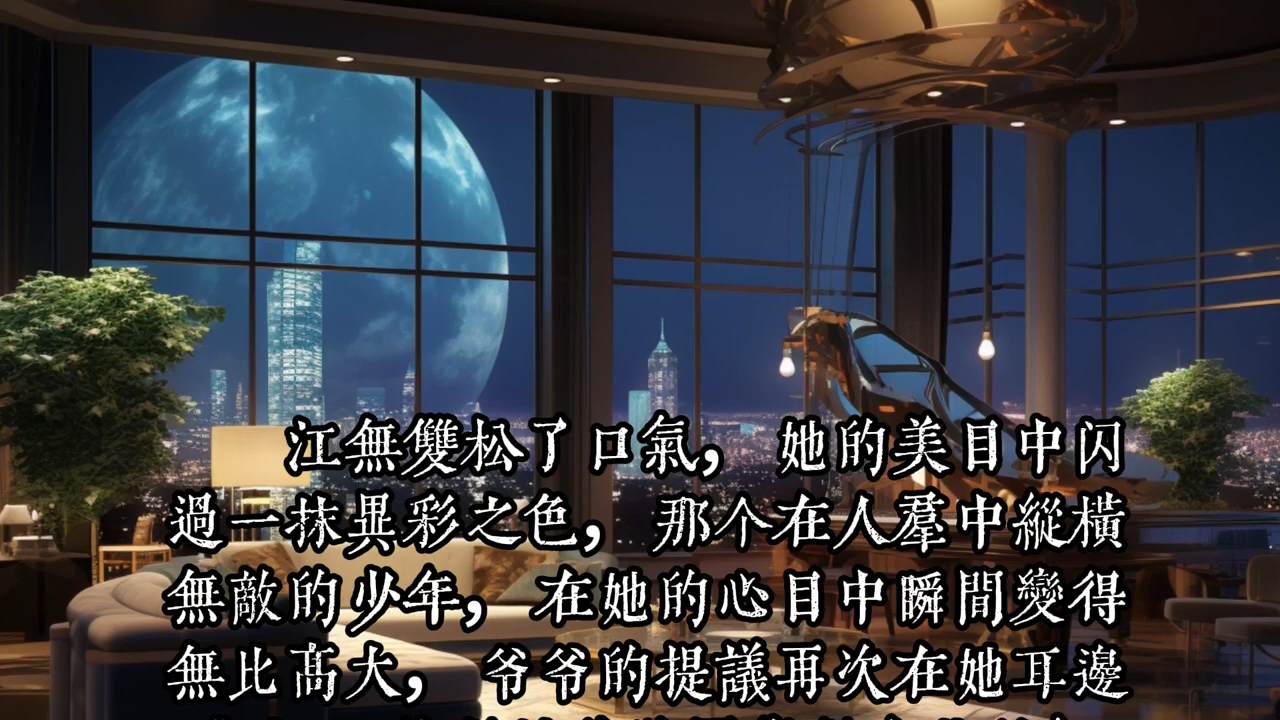 江無雙松了口氣，她的美目中閃
過一抹異彩之色，那个在人羣中縱橫
無敵的少年，在她的心目中瞬間變得
無比高大，爷爷的提議再次在她耳邊